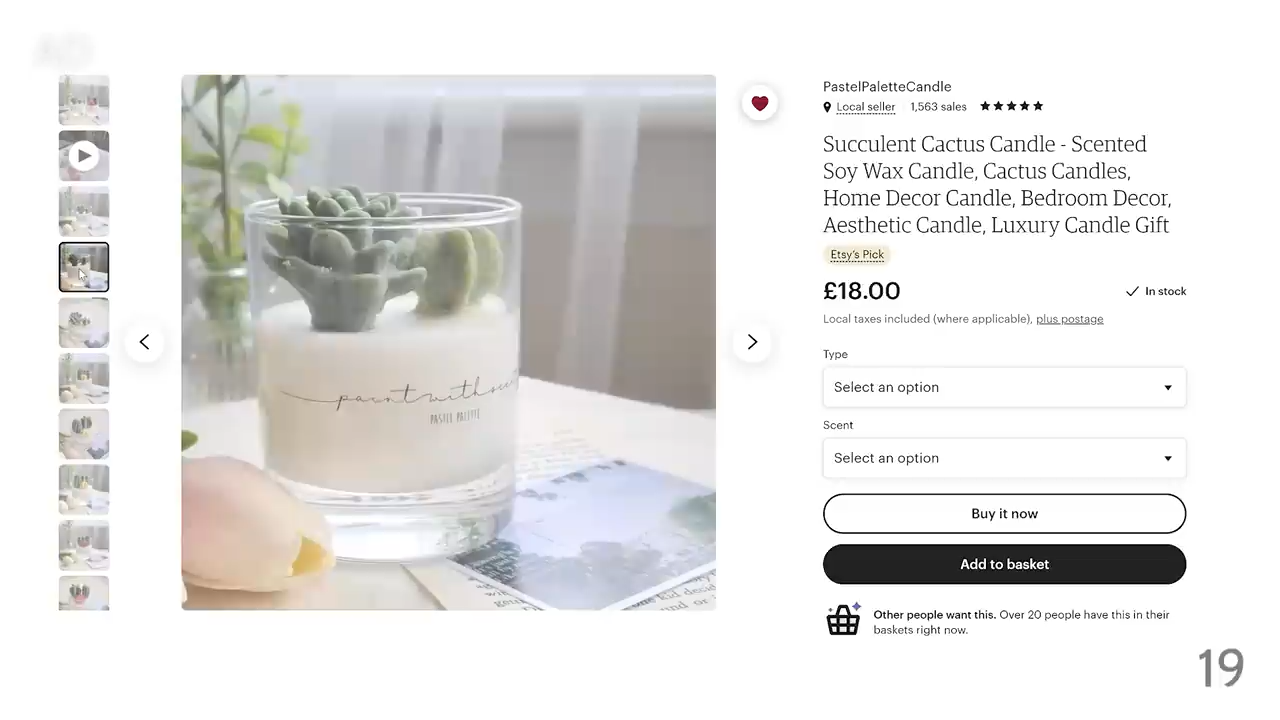 AD
PastelPaletteCandle
Local seller 1,563 sales
Succulent Cactus Candle - Scented
Soy Wax Candle, Cactus Candles,
Home Decor Candle, Bedroom Decor,
Aesthetic Candle, Luxury Candle Gift
Etsy's Pick
£18.00
In stock
Local taxes included (where applicable), plus postage
Type
Select an option
Scent
Select an option
Buy it now
Add to basket
Other people want this. Over 20 people have this in their
baskets right now.
paint with
PASTEL PALETTE
19